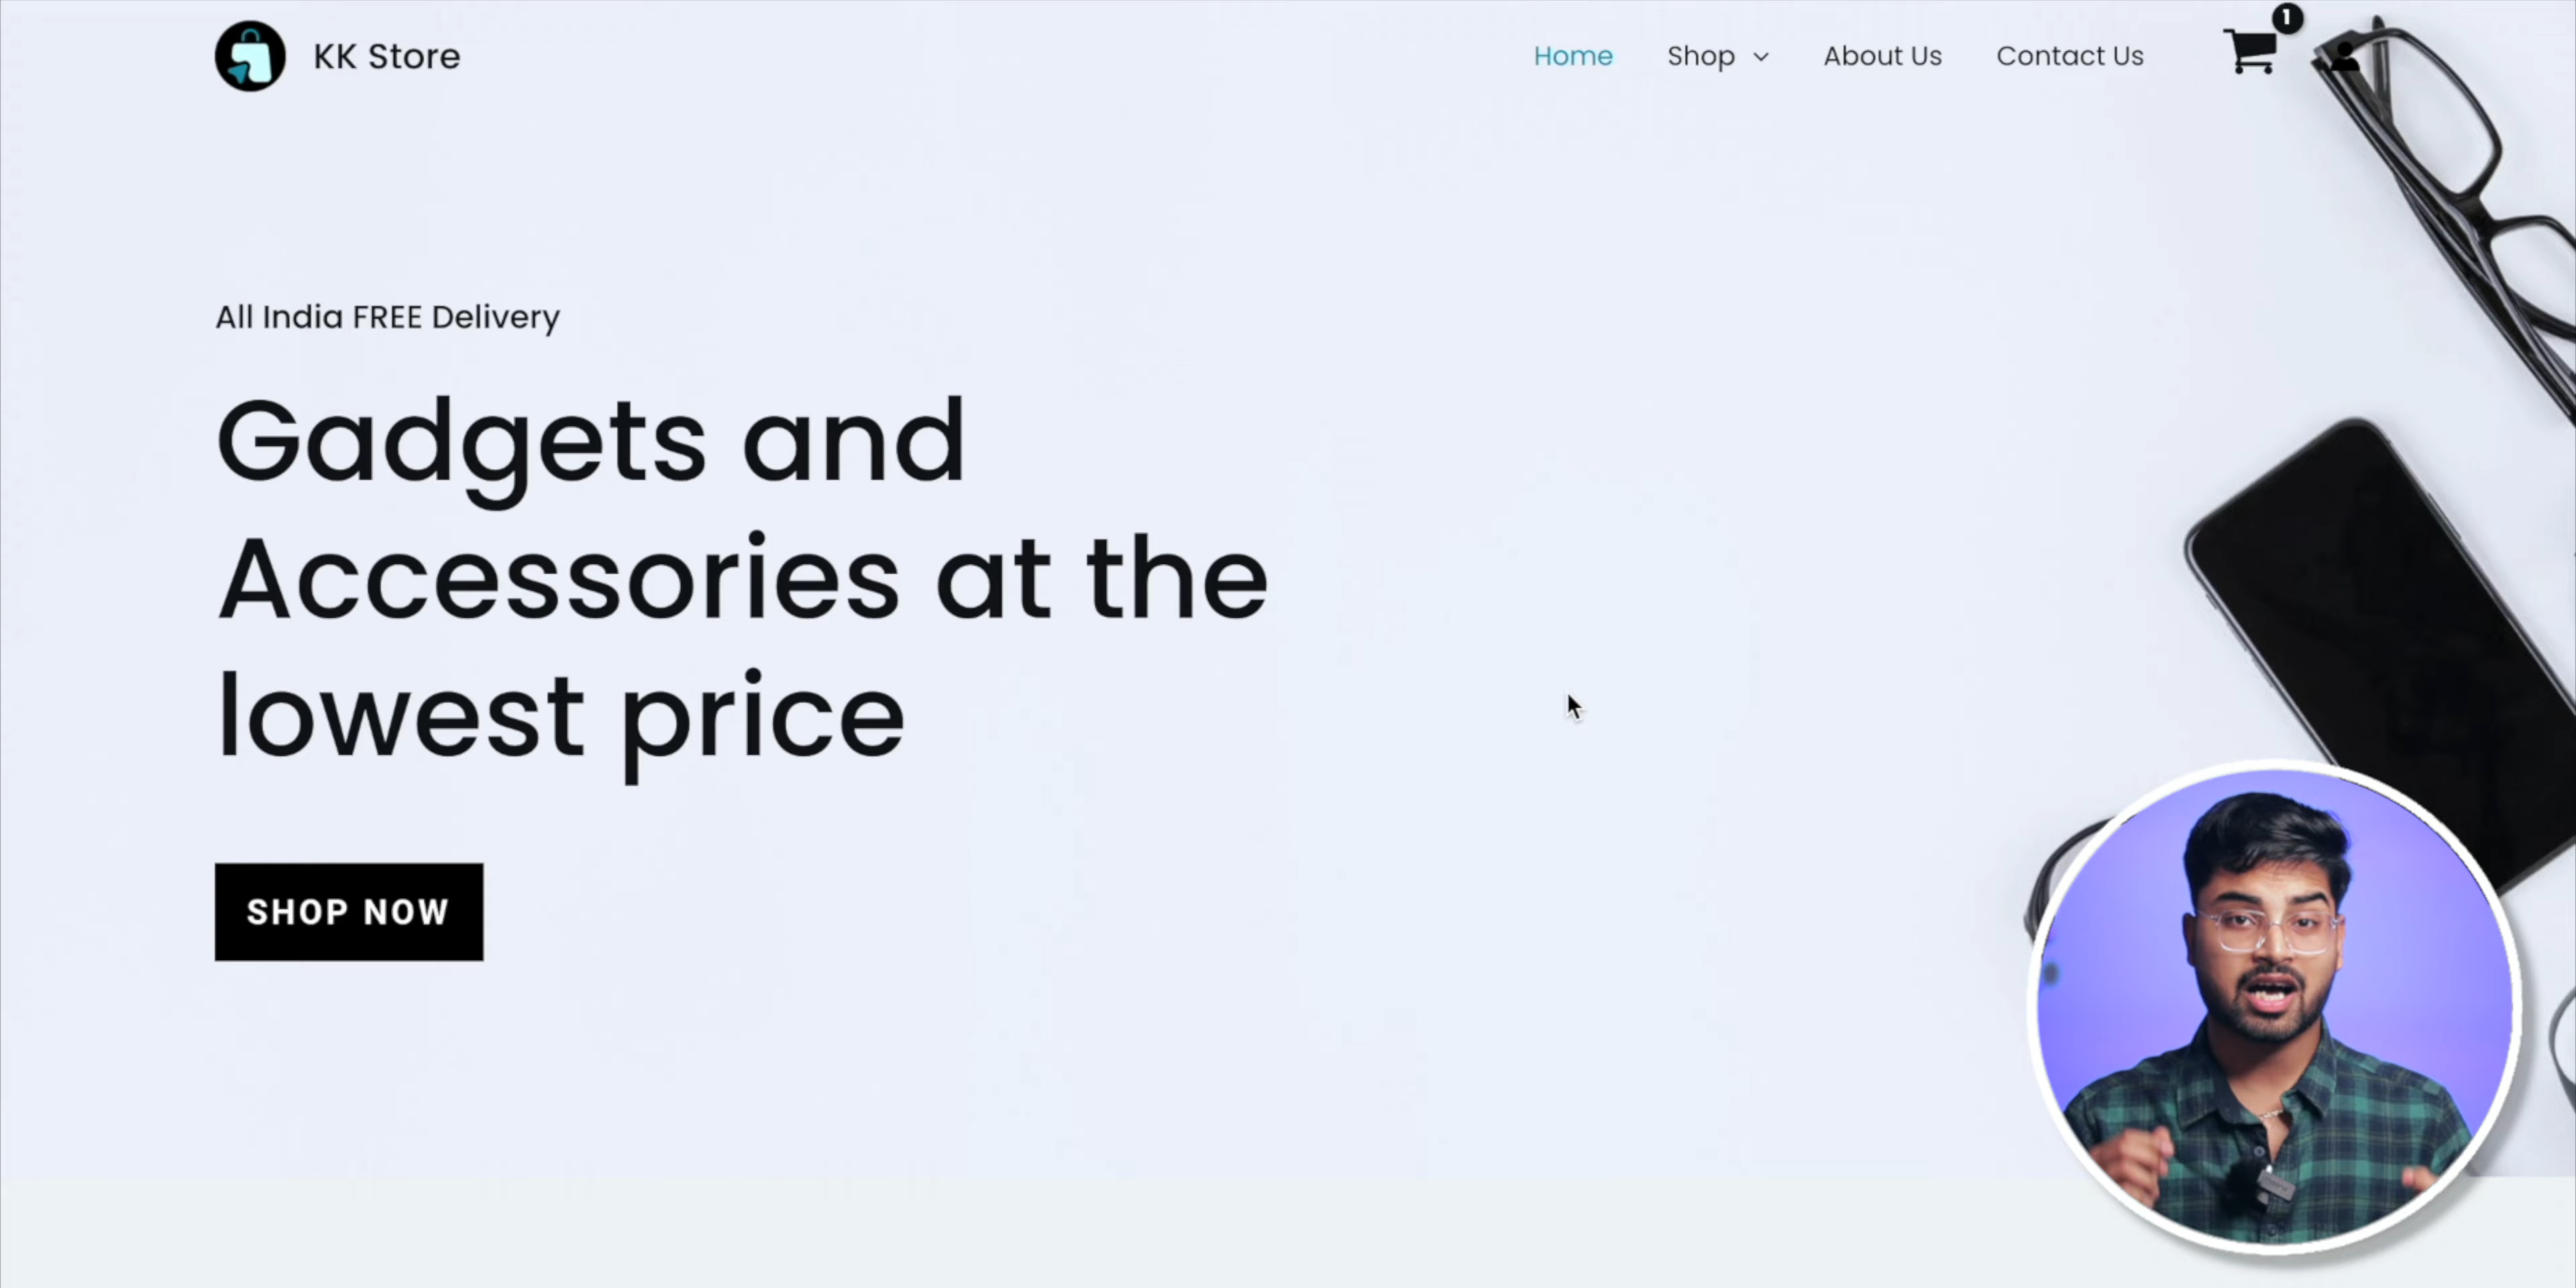 KK Store
Home
Shop
About Us
Contact Us
1
All India FREE Delivery
Gadgets and
Accessories at the
lowest price
SHOP NOW